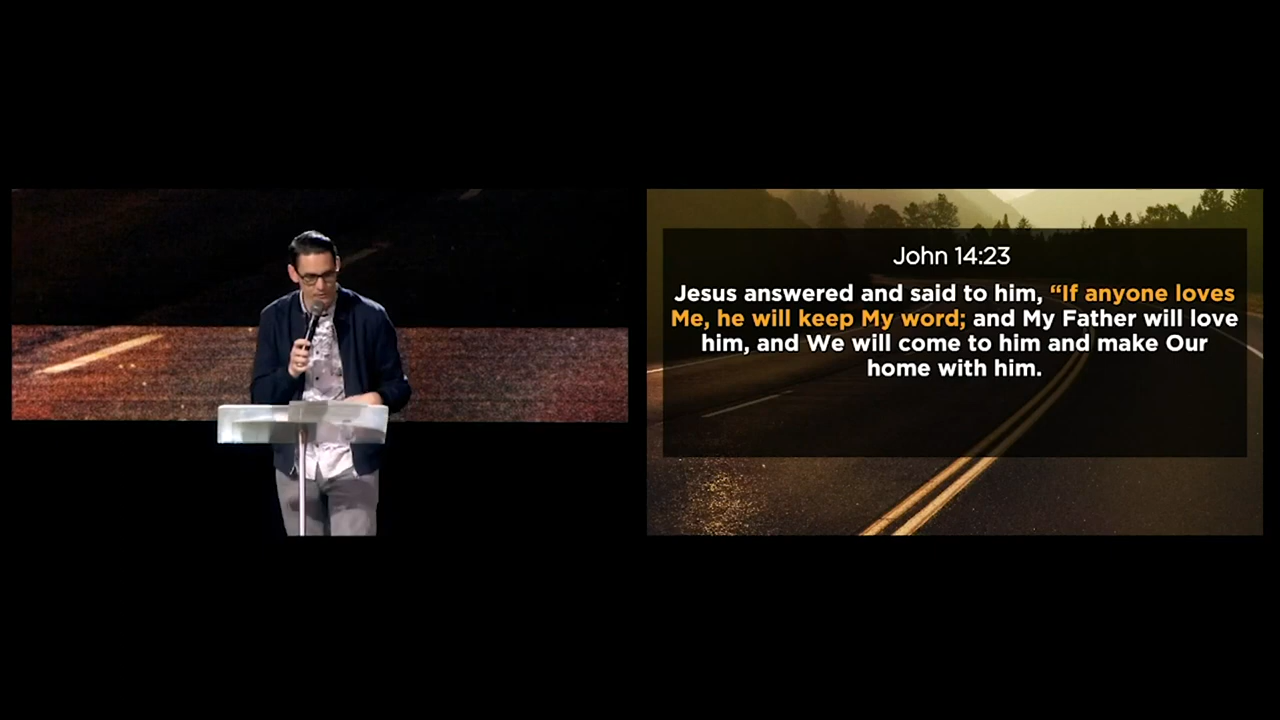 John 14:23
Jesus answered and said to him, “If anyone loves
Me, he will keep My word; and My Father will love
him, and We will come to him and make Our
home with him.